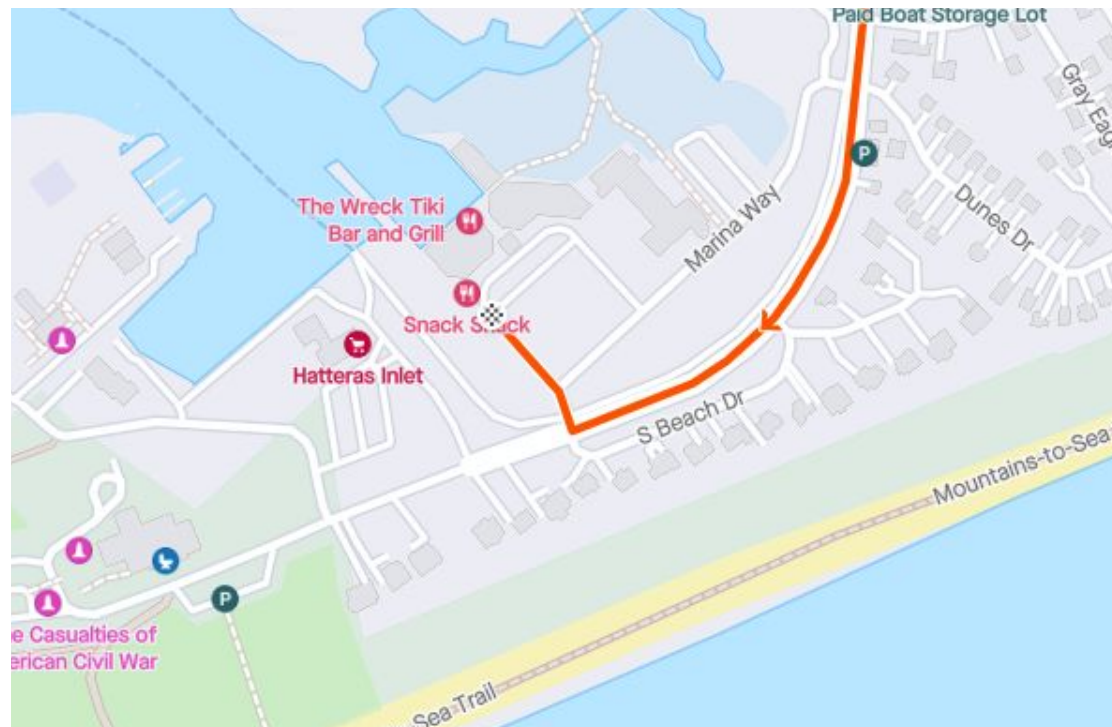 Paid Boat Storage Lot
Gray Eag
The Wreck Tiki
Bar and Grill
Marina Way
Dunes Dr
Snack Shack
Hatteras Inlet
S Beach Dr
Mountains-to-Sea
P
P
e Casualties of
erican Civil War
Sea Trail